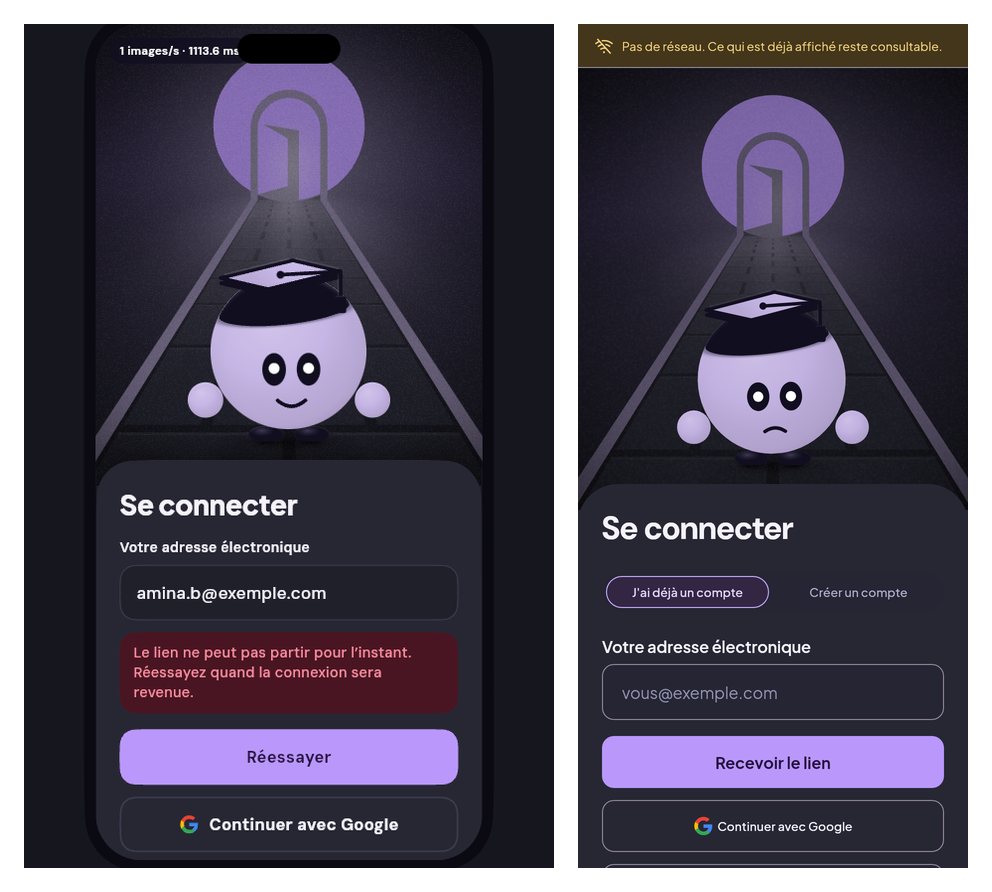 1 images/s · 1113.6 ms
Se connecter
Votre adresse électronique
amina.b@exemple.com
Le lien ne peut pas partir pour l’instant.
Réessayez quand la connexion sera
revenue.
Réessayer
Continuer avec Google
Pas de réseau. Ce qui est déjà affiché reste consultable.
Se connecter
J'ai déjà un compte
Créer un compte
Votre adresse électronique
vous@exemple.com
Recevoir le lien
Continuer avec Google